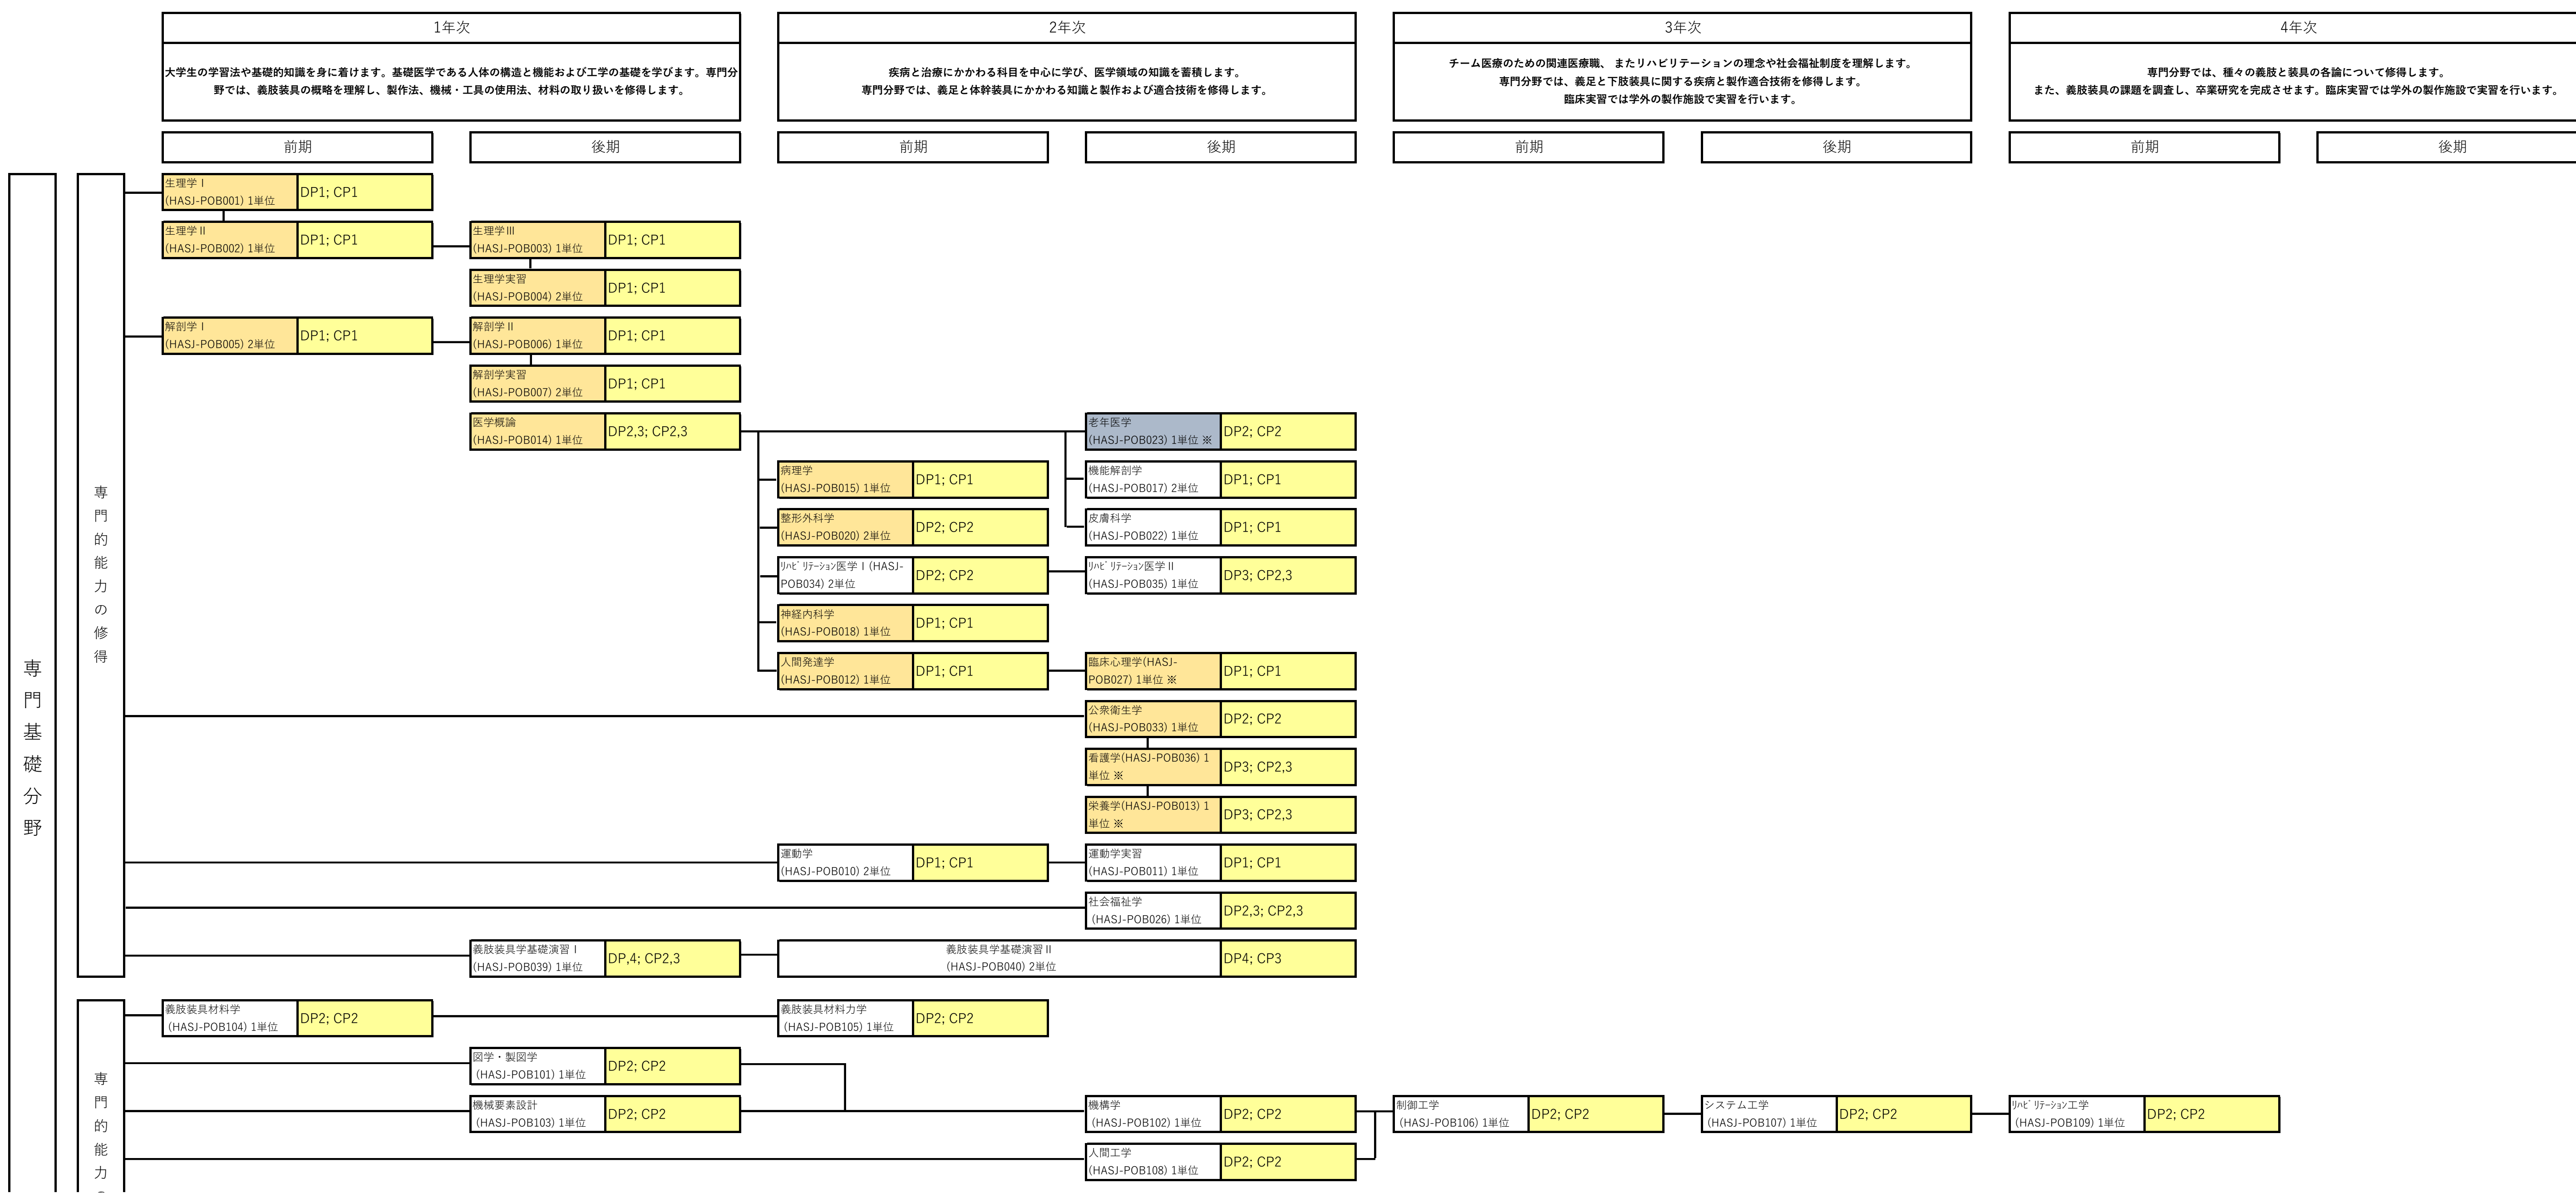 1年次
2年次
3年次
4年次
大学生の学習法や基礎的知識を身に着けます。基礎医学である人体の構造と機能および工学の基礎を学びます。専門分
野では、義肢装具の概略を理解し、製作法、機械・工具の使用法、材料の取り扱いを修得します。
疾病と治療にかかわる科目を中心に学び、医学領域の知識を蓄積します。
専門分野では、義足と体幹装具にかかわる知識と製作および適合技術を修得します。
チーム医療のための関連医療職、 またリハビリテーションの理念や社会福祉制度を理解します。
専門分野では、義足と下肢装具に関する疾病と製作適合技術を修得します。
臨床実習では学外の製作施設で実習を行います。
専門分野では、種々の義肢と装具の各論について修得します。
また、義肢装具の課題を調査し、卒業研究を完成させます。臨床実習では学外の製作施設で実習を行います。
前期
後期
前期
後期
前期
後期
前期
後期
専門基礎分野
専門的能力の修得
生理学Ⅰ
(HASJ-POB001) 1単位
DP1; CP1
生理学Ⅱ
(HASJ-POB002) 1単位
DP1; CP1
生理学Ⅲ
(HASJ-POB003) 1単位
DP1; CP1
生理学実習
(HASJ-POB004) 2単位
DP1; CP1
解剖学Ⅰ
(HASJ-POB005) 2単位
DP1; CP1
解剖学Ⅱ
(HASJ-POB006) 1単位
DP1; CP1
解剖学実習
(HASJ-POB007) 2単位
DP1; CP1
医学概論
(HASJ-POB014) 1単位
DP2,3; CP2,3
老年医学
(HASJ-POB023) 1単位 ※
DP2; CP2
病理学
(HASJ-POB015) 1単位
DP1; CP1
機能解剖学
(HASJ-POB017) 2単位
DP1; CP1
整形外科学
(HASJ-POB020) 2単位
DP2; CP2
皮膚科学
(HASJ-POB022) 1単位
DP1; CP1
ﾘﾊﾋﾞﾘﾃｰｼｮﾝ医学Ⅰ(HASJ-
POB034) 2単位
DP2; CP2
ﾘﾊﾋﾞﾘﾃｰｼｮﾝ医学Ⅱ
(HASJ-POB035) 1単位
DP3; CP2,3
神経内科学
(HASJ-POB018) 1単位
DP1; CP1
人間発達学
(HASJ-POB012) 1単位
DP1; CP1
臨床心理学(HASJ-
POB027) 1単位 ※
DP1; CP1
公衆衛生学
(HASJ-POB033) 1単位
DP2; CP2
看護学(HASJ-POB036) 1
単位 ※
DP3; CP2,3
栄養学(HASJ-POB013) 1
単位 ※
DP3; CP2,3
運動学
(HASJ-POB010) 2単位
DP1; CP1
運動学実習
(HASJ-POB011) 1単位
DP1; CP1
社会福祉学
(HASJ-POB026) 1単位
DP2,3; CP2,3
義肢装具学基礎演習Ⅰ
(HASJ-POB039) 1単位
DP,4; CP2,3
義肢装具学基礎演習Ⅱ
(HASJ-POB040) 2単位
DP4; CP3
専門的能力
義肢装具材料学
(HASJ-POB104) 1単位
DP2; CP2
義肢装具材料力学
(HASJ-POB105) 1単位
DP2; CP2
図学・製図学
(HASJ-POB101) 1単位
DP2; CP2
機械要素設計
(HASJ-POB103) 1単位
DP2; CP2
機構学
(HASJ-POB102) 1単位
DP2; CP2
制御工学
(HASJ-POB106) 1単位
DP2; CP2
システム工学
(HASJ-POB107) 1単位
DP2; CP2
ﾘﾊﾋﾞﾘﾃｰｼｮﾝ工学
(HASJ-POB109) 1単位
DP2; CP2
人間工学
(HASJ-POB108) 1単位
DP2; CP2